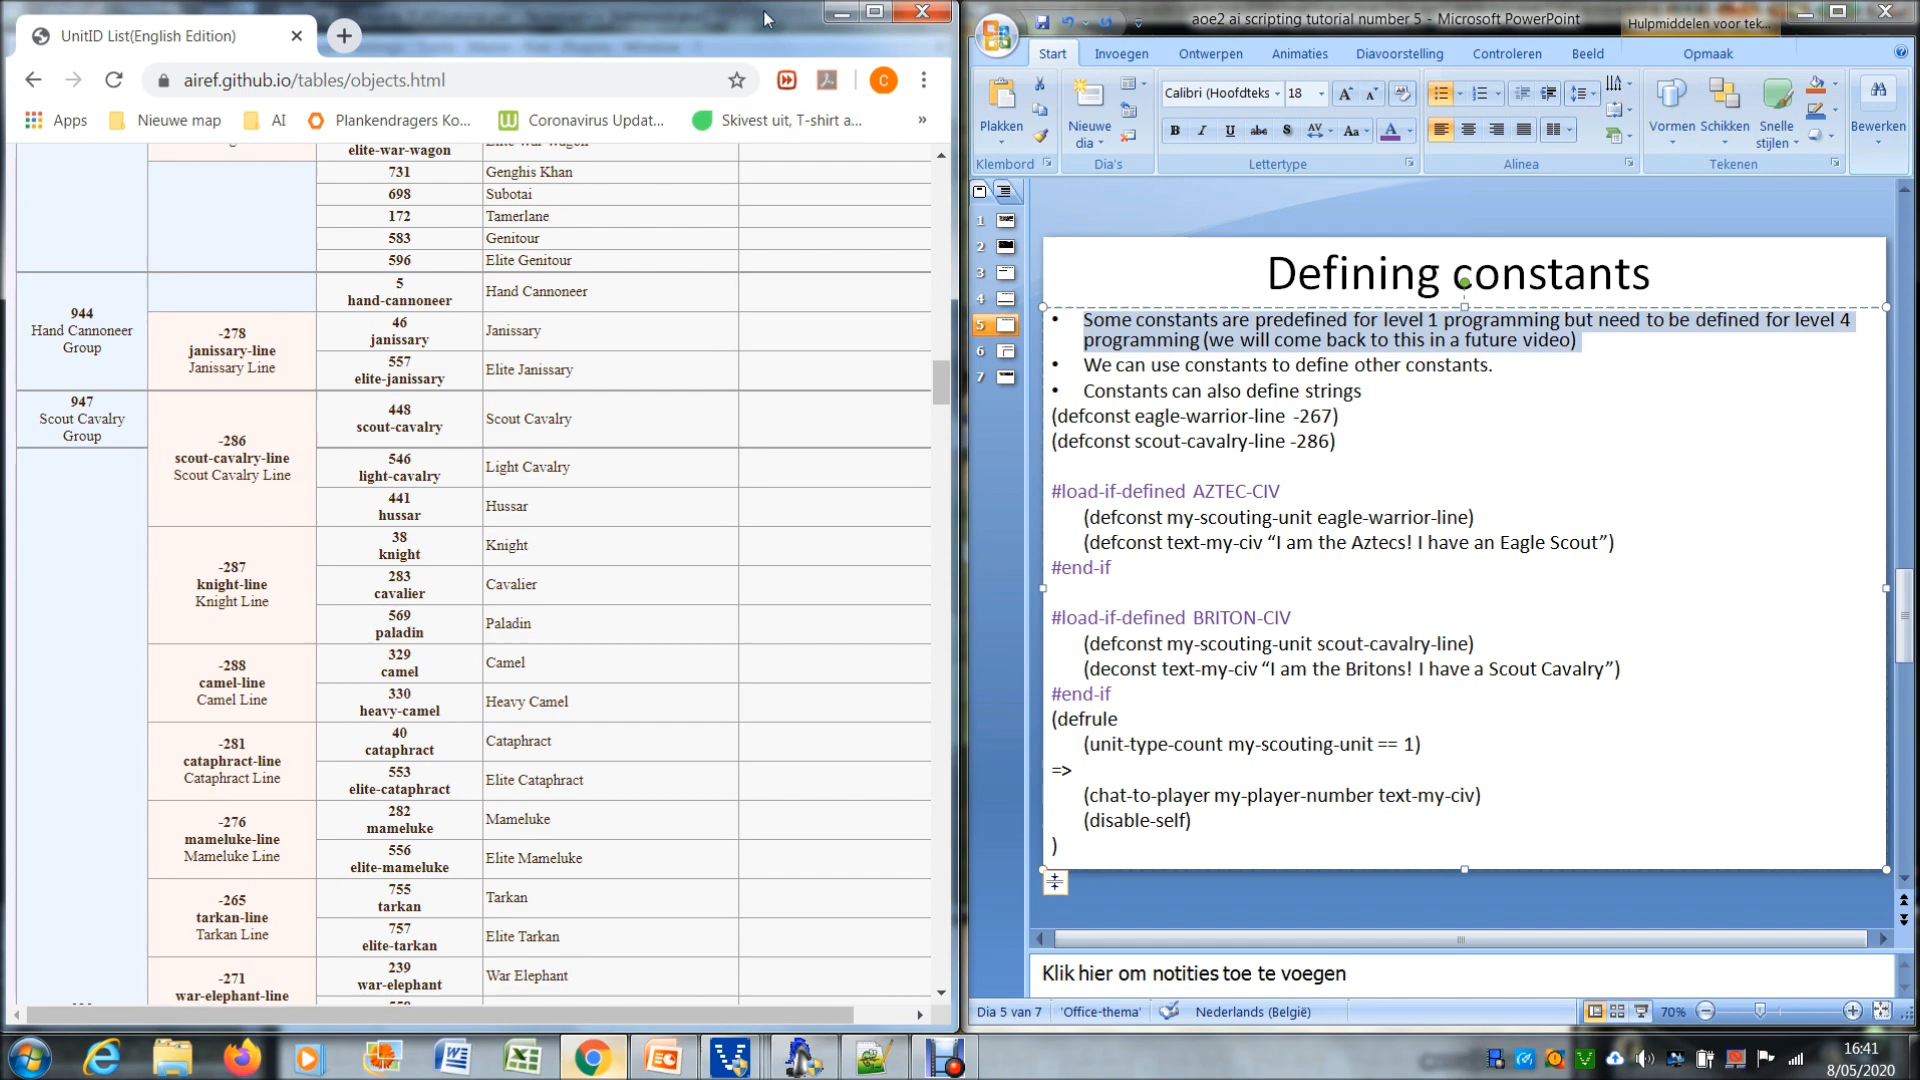 UnitID List(English Edition)
airef.github.io/tables/objects.html
C
Apps
Nieuwe map
AI
Plankendragers Ko...
Coronavirus Updat...
Skivest uit, T-shirt a...
»
elite-war-wagon
Elite War Wagon
731
Genghis Khan
698
Subotai
172
Tamerlane
583
Genitour
596
Elite Genitour
944
Hand Cannoneer
Group
5
hand-cannoneer
Hand Cannoneer
-278
janissary-line
Janissary Line
46
janissary
Janissary
557
elite-janissary
Elite Janissary
947
Scout Cavalry
Group
-286
scout-cavalry-line
Scout Cavalry Line
448
scout-cavalry
Scout Cavalry
546
light-cavalry
Light Cavalry
441
hussar
Hussar
-287
knight-line
Knight Line
38
knight
Knight
283
cavalier
Cavalier
569
paladin
Paladin
-288
camel-line
Camel Line
329
camel
Camel
330
heavy-camel
Heavy Camel
-281
cataphract-line
Cataphract Line
40
cataphract
Cataphract
553
elite-cataphract
Elite Cataphract
-276
mameluke-line
Mameluke Line
282
mameluke
Mameluke
556
elite-mameluke
Elite Mameluke
-265
tarkan-line
Tarkan Line
755
tarkan
Tarkan
757
elite-tarkan
Elite Tarkan
-271
war-elephant-line
239
war-elephant
War Elephant
aoe2 ai scripting tutorial number 5 - Microsoft PowerPoint
Hulpmiddelen voor tek...
Start
Invoegen
Ontwerpen
Animaties
Diavoorstelling
Controleren
Beeld
Opmaak
Plakken
Klembord
Nieuwe
dia
Dia's
Calibri (Hoofdteks
18
Lettertype
Alinea
Vormen
Schikken
Snelle
stijlen
Tekenen
Bewerken
1
2
3
4
5
6
7
Defining constants
• Some constants are predefined for level 1 programming but need to be defined for level 4
programming (we will come back to this in a future video)
• We can use constants to define other constants.
• Constants can also define strings
(defconst eagle-warrior-line -267)
(defconst scout-cavalry-line -286)
#load-if-defined AZTEC-CIV
(defconst my-scouting-unit eagle-warrior-line)
(defconst text-my-civ “I am the Aztecs! I have an Eagle Scout”)
#end-if
#load-if-defined BRITON-CIV
(defconst my-scouting-unit scout-cavalry-line)
(deconst text-my-civ “I am the Britons! I have a Scout Cavalry”)
#end-if
(defrule
(unit-type-count my-scouting-unit == 1)
=>
(chat-to-player my-player-number text-my-civ)
(disable-self)
)
Klik hier om notities toe te voegen
Dia 5 van 7
'Office-thema'
Nederlands (België)
70%
16:41
8/05/2020